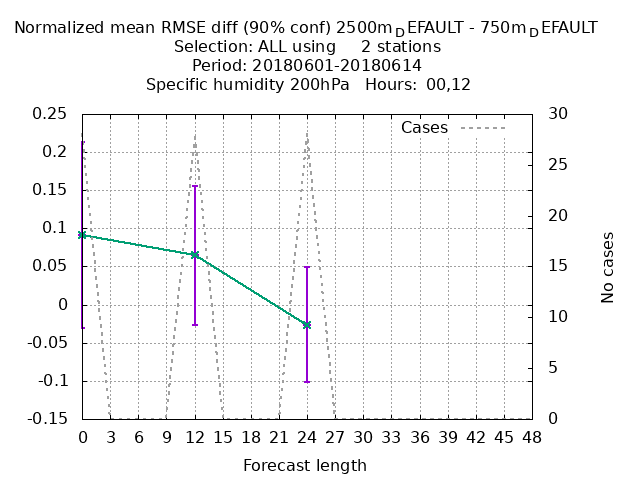 Normalized mean RMSE diff (90% conf) 2500m_DEFAULT - 750m_DEFAULT
Selection: ALL using 2 stations
Period: 20180601-20180614
Specific humidity 200hPa Hours: 00,12
Cases
0.25
0.2
0.15
0.1
0.05
0
-0.05
-0.1
-0.15
30
25
20
15
10
5
0
No cases
0 3 6 9 12 15 18 21 24 27 30 33 36 39 42 45 48
Forecast length